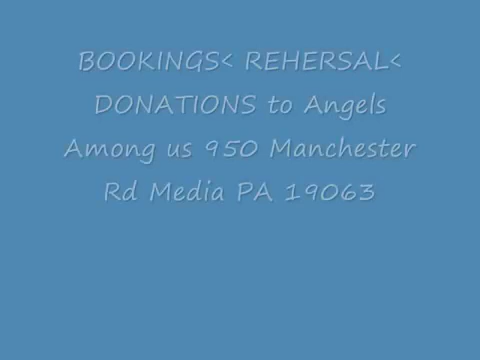 BOOKINGS< REHERSAL<
DONATIONS to Angels
Among us 950 Manchester
Rd Media PA 19063